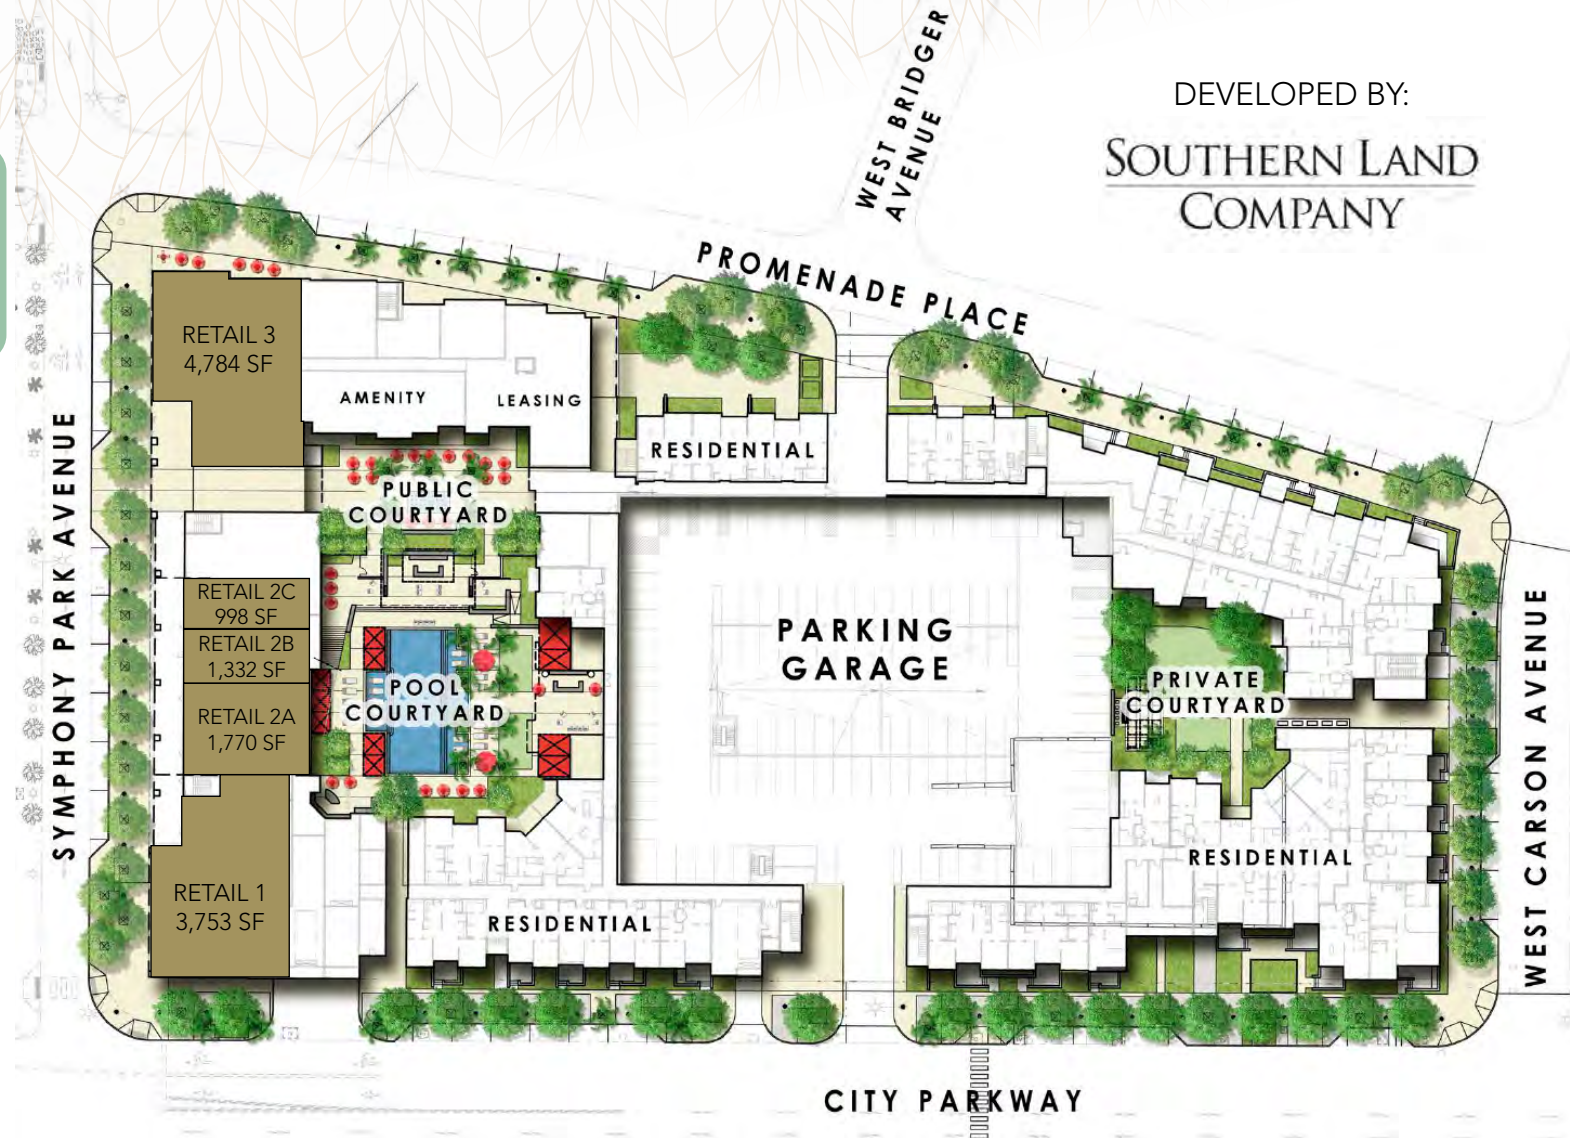 DEVELOPED BY:
SOUTHERN LAND
COMPANY
WEST BRIDGER
AVENUE
PROMENADE PLACE
RETAIL 3
4,784 SF
AMENITY
LEASING
RESIDENTIAL
PUBLIC
COURTYARD
SYMPHONY PARK AVENUE
RETAIL 2C
998 SF
RETAIL 2B
1,332 SF
RETAIL 2A
1,770 SF
POOL
COURTYARD
PARKING
GARAGE
PRIVATE
COURTYARD
WEST CARSON AVENUE
RETAIL 1
3,753 SF
RESIDENTIAL
RESIDENTIAL
CITY PARKWAY